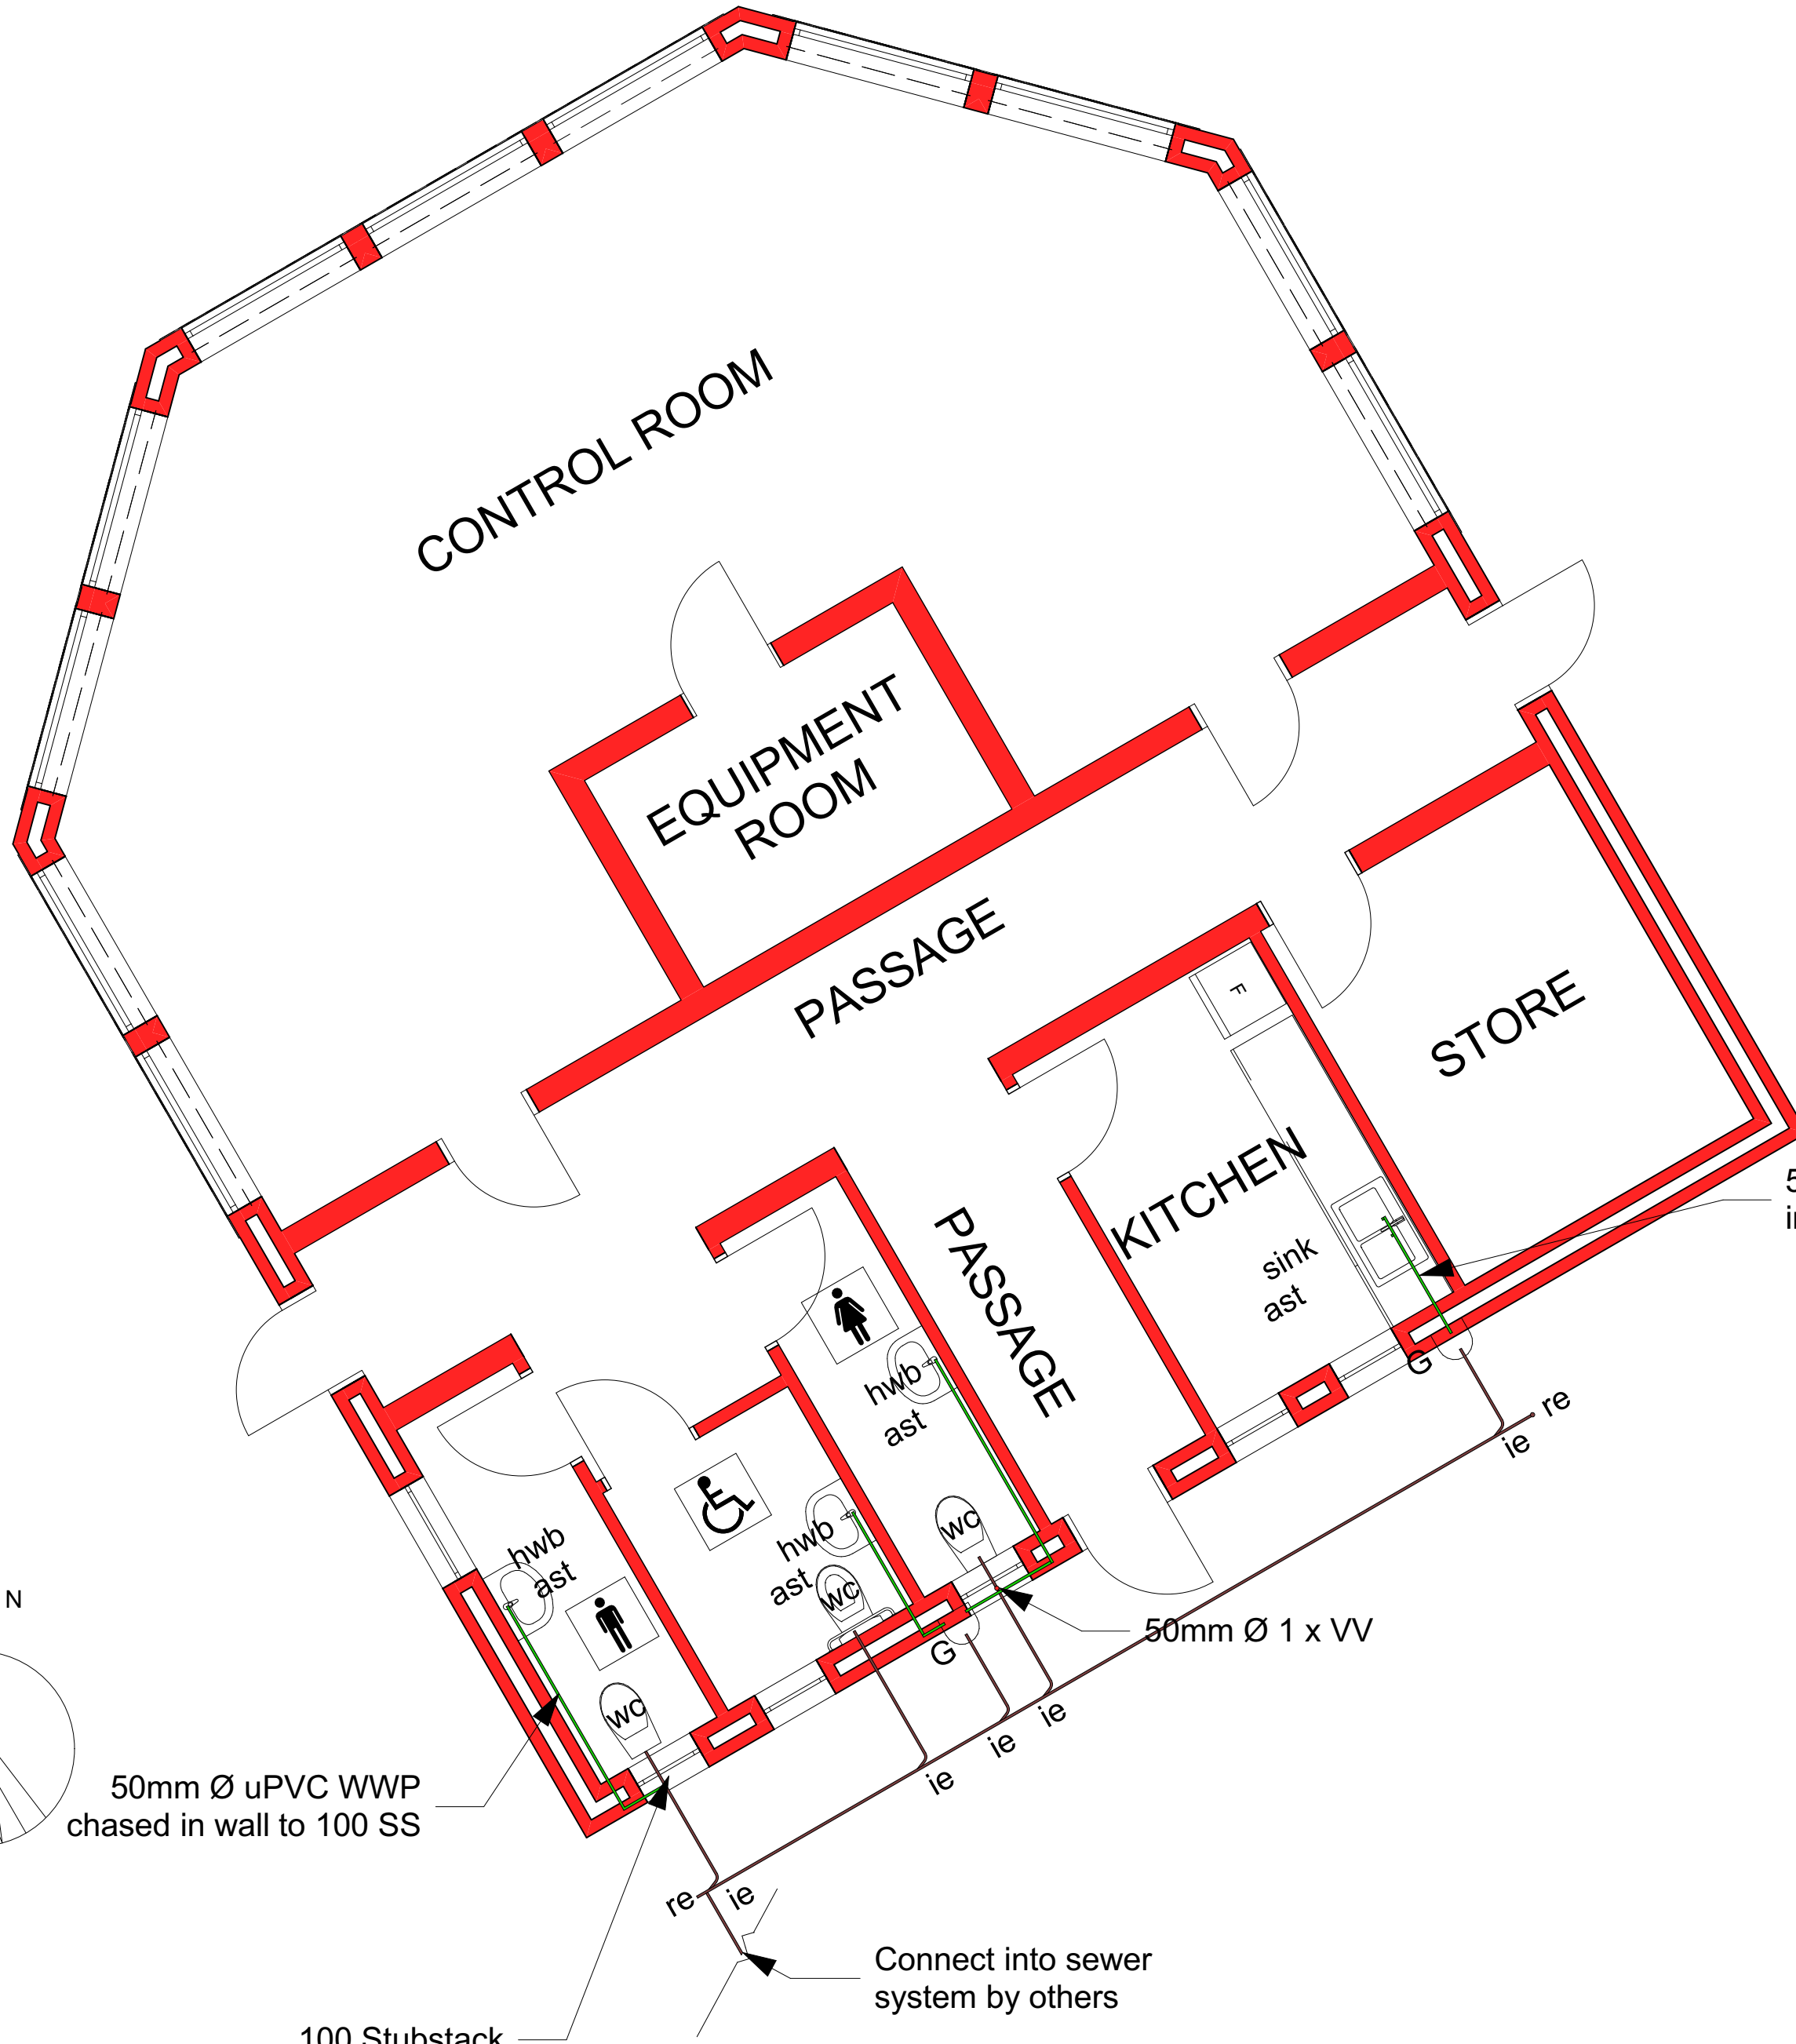 CONTROL ROOM
EQUIPMENT
ROOM
PASSAGE
F
STORE
KITCHEN
PASSAGE
sink
ast
G
re
ie
hwb
ast
wc
hwb
ast
wc
hwb
ast
wc
G
50mm Ø 1 x VV
ie
ie
ie
N
50mm Ø uPVC WWP
chased in wall to 100 SS
re
ie
Connect into sewer
system by others
100 Stubstack